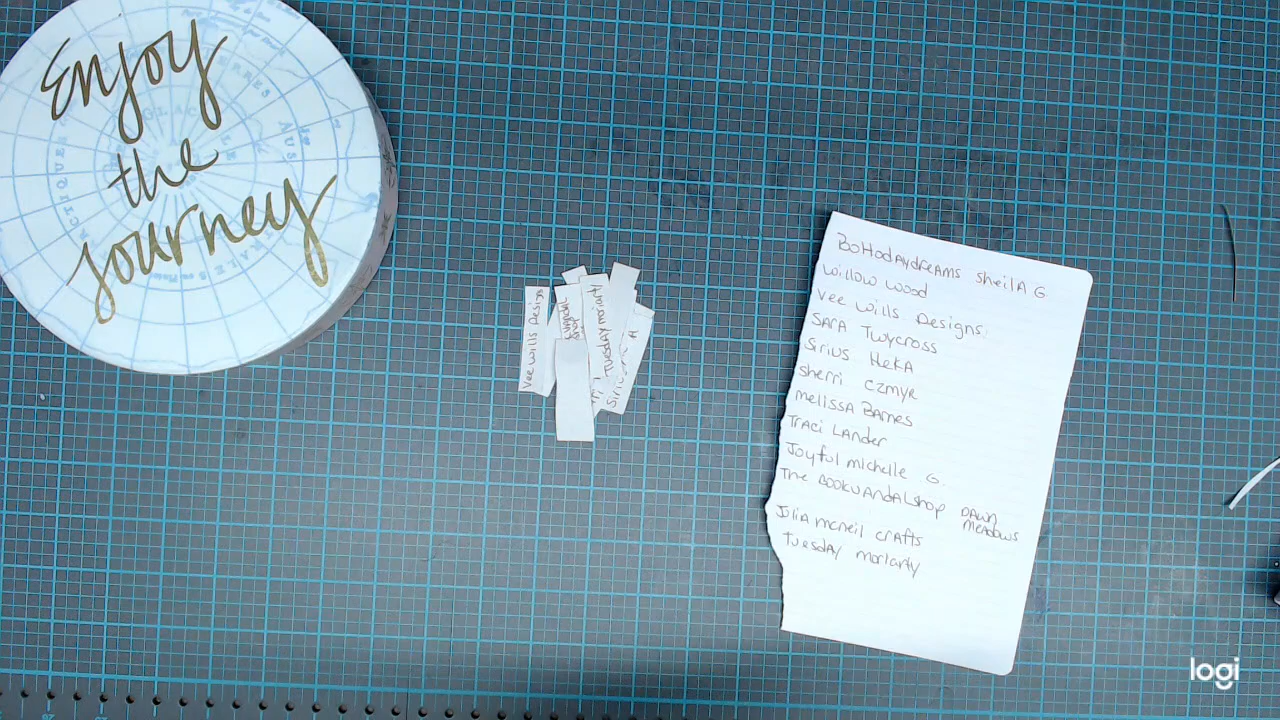 Enjoy
the
Journey
Vee Wills Designs
Tuesday moriarty
BoHodAydreAms sheilA G
Willow Wood
Vee Wills Designs.
SArA Twycross
Sirius HeKA
sherri czmyr
melissA BArnes
TrAci LAnder
Joyful michelle G.
The BOOKVAndAlshop DAwn
meAdows
JuliA mcneil crAfts
Tuesday moriarty
logi